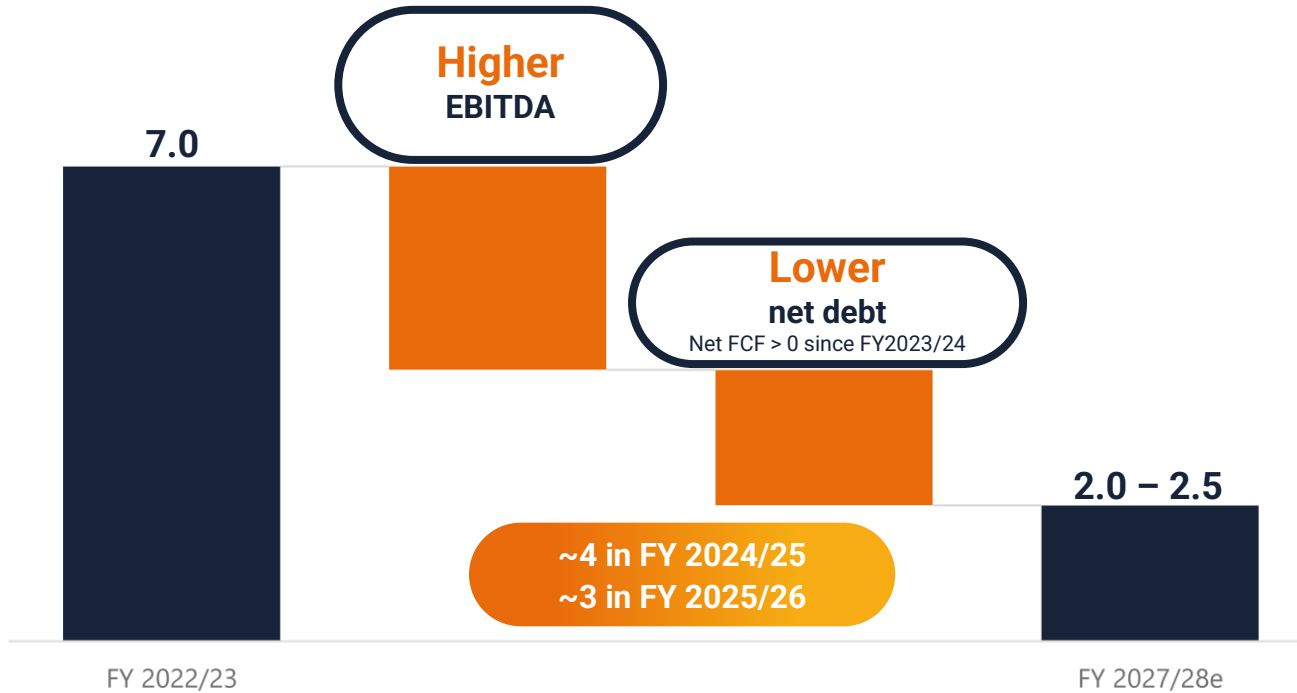 Higher
EBITDA
7.0
Lower
net debt
Net FCF > 0 since FY2023/24
2.0 – 2.5
~4 in FY 2024/25
~3 in FY 2025/26
FY 2022/23
FY 2027/28e